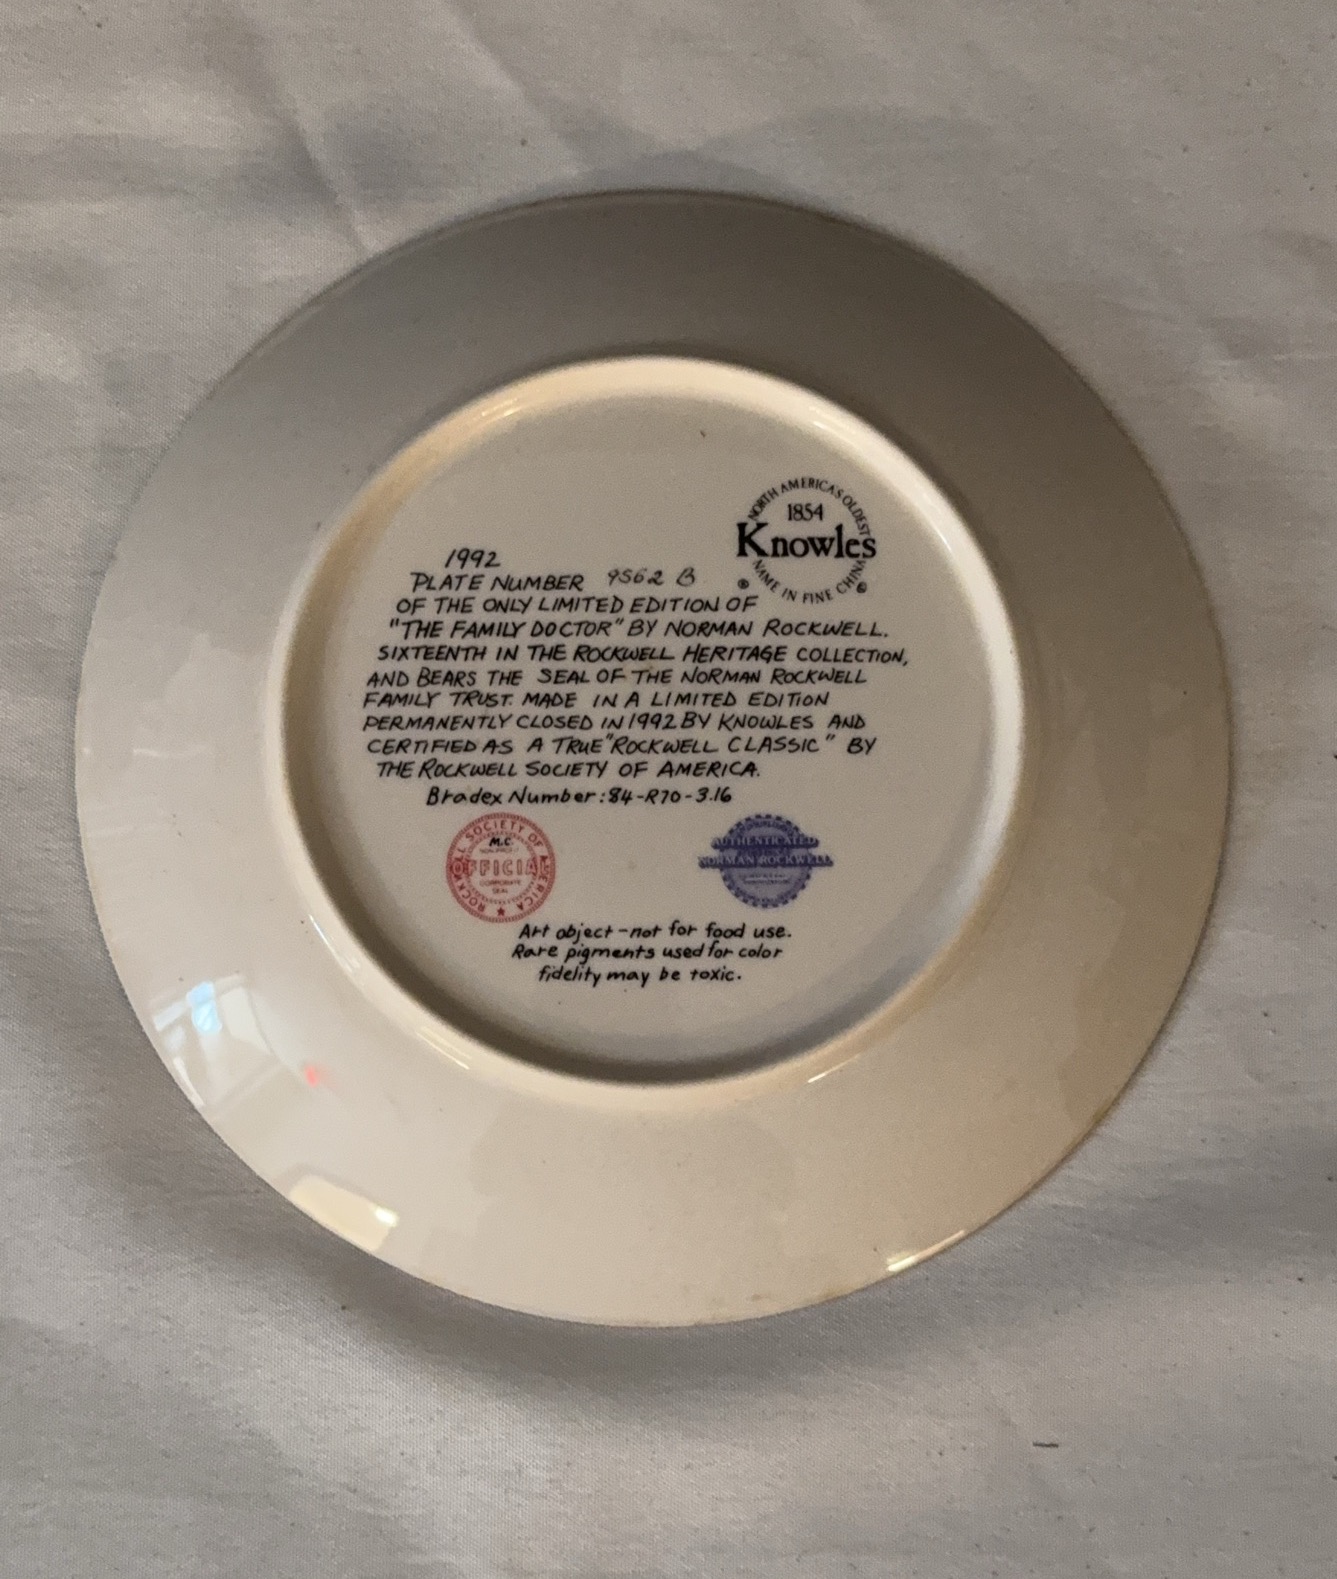 NORTH AMERICA'S OLDEST
1854
Knowles
NAME IN FINE CHINA
1992
PLATE NUMBER 9562 B
OF THE ONLY LIMITED EDITION OF
"THE FAMILY DOCTOR" BY NORMAN ROCKWELL.
SIXTEENTH IN THE ROCKWELL HERITAGE COLLECTION,
AND BEARS THE SEAL OF THE NORMAN ROCKWELL
FAMILY TRUST. MADE IN A LIMITED EDITION
PERMANENTLY CLOSED IN 1992 BY KNOWLES AND
CERTIFIED AS A TRUE "ROCKWELL CLASSIC" BY
THE ROCKWELL SOCIETY OF AMERICA.
Bradex Number: 84-R70-3.16
SOCIETY OF AMERICA
M.C.
OFFICIAL
CORPORATE
SEAL
AUTHENTICATED
NORMAN ROCKWELL
Art object - not for food use.
Rare pigments used for color
fidelity may be toxic.